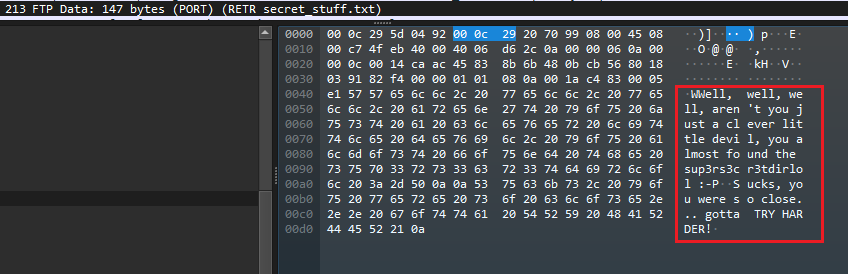 213 FTP Data: 147 bytes (PORT) (RETR secret_stuff.txt)
0000 00 0c 29 5d 04 92 00 0c 29 20 70 99 08 00 45 08 ··)]····) p···E·
0010 00 c7 4f eb 40 00 40 06 d6 2c 0a 00 00 06 0a 00 ··O·@·@··,······
0020 00 0c 00 14 ca ac 45 83 8b 6b 48 0b cb 56 80 18 ······E··kH··V··
0030 03 91 82 f4 00 00 01 01 08 0a 00 1a c4 83 00 05 ················
0040 e1 57 57 65 6c 6c 2c 20 77 65 6c 6c 2c 20 77 65 ·WWell, well, we
0050 6c 6c 2c 20 61 72 65 6e 27 74 20 79 6f 75 20 6a ll, aren 't you j
0060 75 73 74 20 61 20 63 6c 65 76 65 72 20 6c 69 74 ust a cl ever lit
0070 74 6c 65 20 64 65 76 69 6c 2c 20 79 6f 75 20 61 tle devi l, you a
0080 6c 6d 6f 73 74 20 66 6f 75 6e 64 20 74 68 65 20 lmost fo und the
0090 73 75 70 33 72 73 33 63 72 33 74 64 69 72 6c 6f sup3rs3c r3tdirlo
00a0 6c 20 3a 2d 50 0a 0a 53 75 63 6b 73 2c 20 79 6f l :-P··S ucks, yo
00b0 75 20 77 65 72 65 20 73 6f 20 63 6c 6f 73 65 2e u were s o close.
00c0 2e 2e 20 67 6f 74 74 61 20 54 52 59 20 48 41 52 .. gotta TRY HAR
00d0 44 45 52 21 0a DER!·